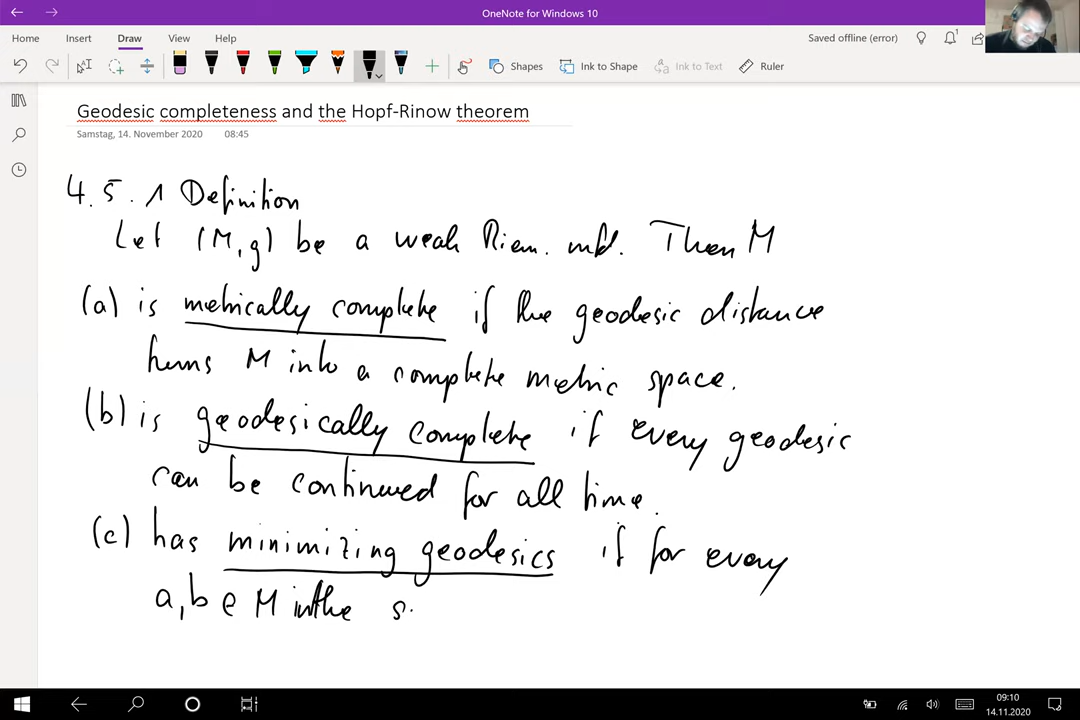 OneNote for Windows 10
Home Insert Draw View Help
Saved offline (error)
Shapes Ink to Shape Ink to Text Ruler
Geodesic completeness and the Hopf-Rinow theorem
Samstag, 14. November 2020 08:45
4.5.1 Definition
Let (M,g) be a weak Riem. mfd. Then M
(a) is metrically complete if the geodesic distance
turns M into a complete metric space.
(b) is geodesically complete if every geodesic
can be continued for all time.
(c) has minimizing geodesics if for every
a,b ∈ M in the s
09:10
14.11.2020